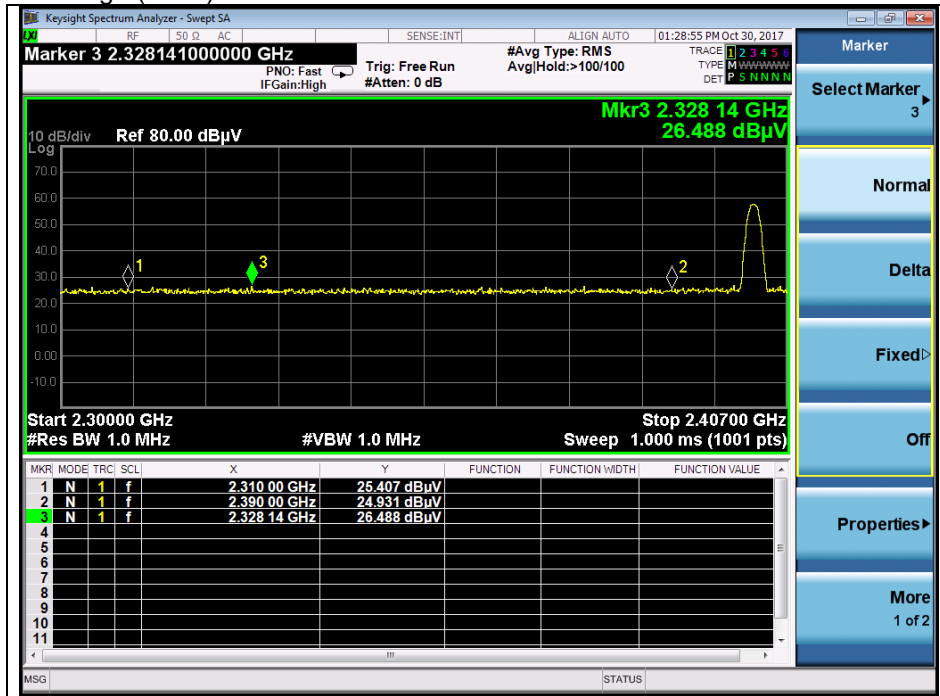 Keysight Spectrum Analyzer - Swept SA
LXI RF 50 Ω AC SENSE:INT ALIGN AUTO 01:28:55 PM Oct 30, 2017
Marker 3 2.328141000000 GHz
PNO: Fast
IFGain:High
Trig: Free Run
#Atten: 0 dB
#Avg Type: RMS
Avg|Hold:>100/100
TRACE 1 2 3 4 5 6
TYPE M WWWWW
DET P S N N N N
Mkr3 2.328 14 GHz
26.488 dBµV
10 dB/div Ref 80.00 dBµV
Log
70.0
60.0
50.0
40.0
30.0
20.0
10.0
0.00
-10.0
1
3
2
Start 2.30000 GHz Stop 2.40700 GHz
#Res BW 1.0 MHz #VBW 1.0 MHz Sweep 1.000 ms (1001 pts)
MKR MODE TRC SCL X Y FUNCTION FUNCTION WIDTH FUNCTION VALUE
1 N 1 f 2.310 00 GHz 25.407 dBµV
2 N 1 f 2.390 00 GHz 24.931 dBµV
3 N 1 f 2.328 14 GHz 26.488 dBµV
4
5
6
7
8
9
10
11
MSG STATUS
Marker
Select Marker
3
Normal
Delta
Fixed
Off
Properties
More
1 of 2